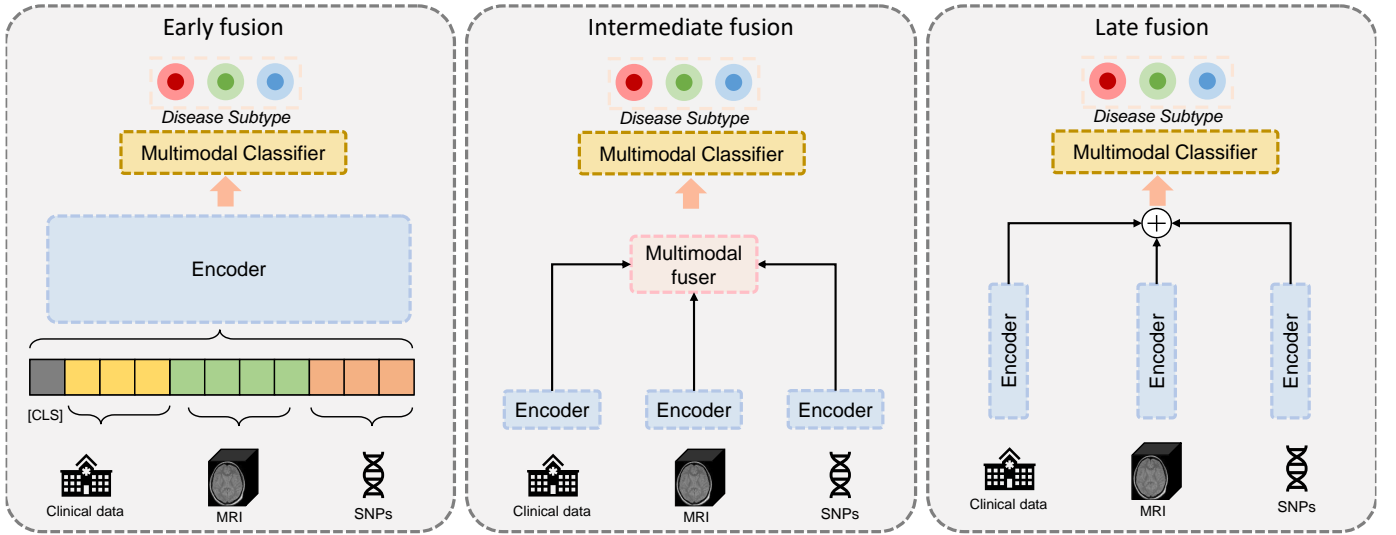 Early fusion
Disease Subtype
Multimodal Classifier
Encoder
[CLS]
Clinical data
MRI
SNPs
Intermediate fusion
Disease Subtype
Multimodal Classifier
Multimodal
fuser
Encoder
Encoder
Encoder
Clinical data
MRI
SNPs
Late fusion
Disease Subtype
Multimodal Classifier
Encoder
Encoder
Encoder
Clinical data
MRI
SNPs